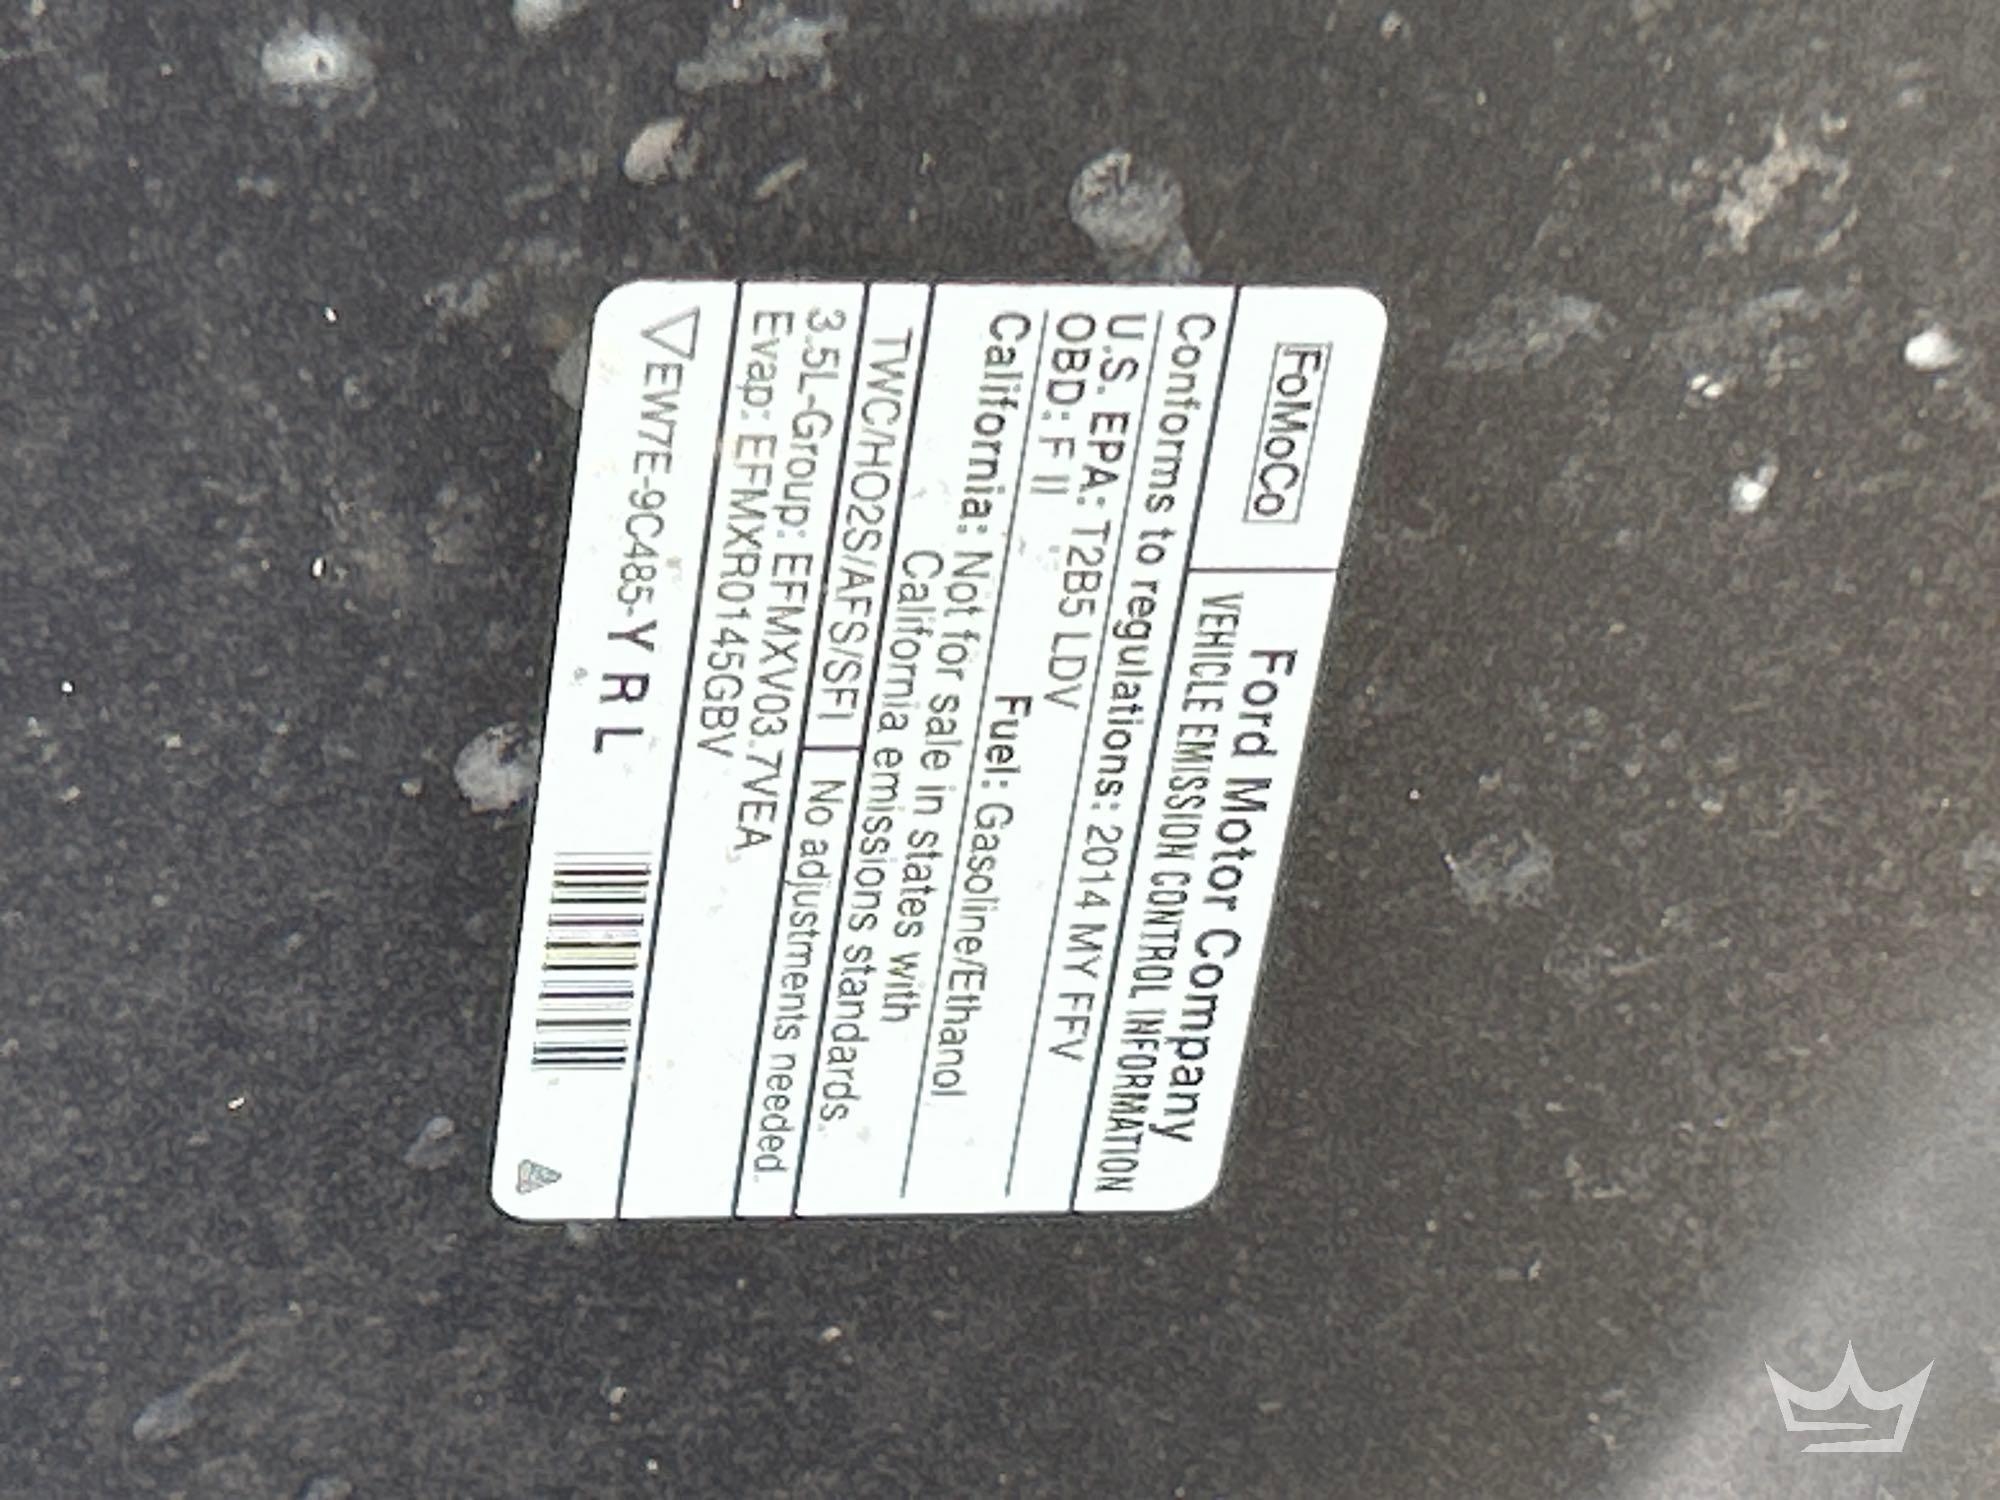 FoMoCo
Ford Motor Company
VEHICLE EMISSION CONTROL INFORMATION
Conforms to regulations: 2014 MY FFV
U.S. EPA: T2B5 LDV
OBD: F II Fuel: Gasoline/Ethanol
California: Not for sale in states with
California emissions standards.
TWC/HO2S/AFS/SFI No adjustments needed.
3.5L-Group: EFMXV03.7VEA
Evap: EFMXR0145GBV
EW7E-9C485-Y R L